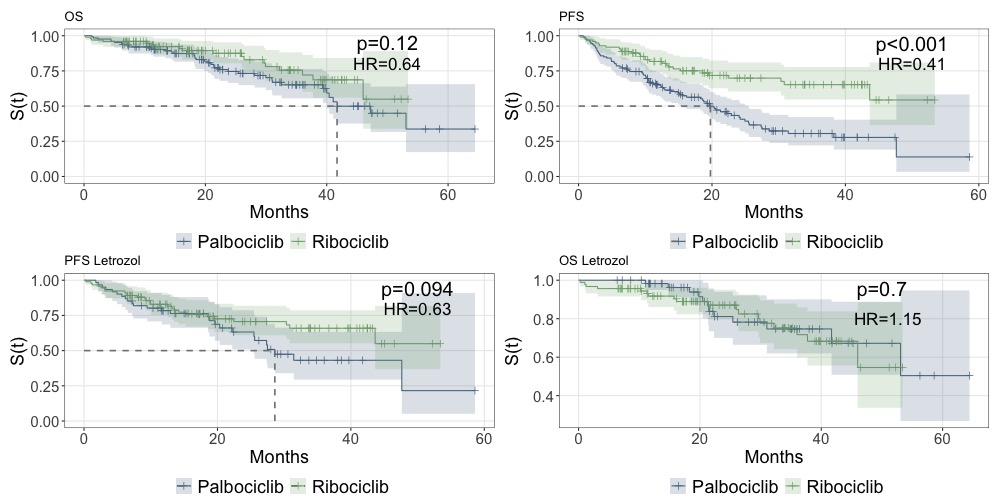 OS
p=0.12
HR=0.64
1.00
0.75
0.50
0.25
0.00
S(t)
0 20 40 60
Months
Palbociclib Ribociclib
PFS
p<0.001
HR=0.41
1.00
0.75
0.50
0.25
0.00
S(t)
0 20 40 60
Months
Palbociclib Ribociclib
PFS Letrozol
p=0.094
HR=0.63
1.00
0.75
0.50
0.25
0.00
S(t)
0 20 40 60
Months
Palbociclib Ribociclib
OS Letrozol
p=0.7
HR=1.15
1.0
0.8
0.6
0.4
S(t)
0 20 40 60
Months
Palbociclib Ribociclib